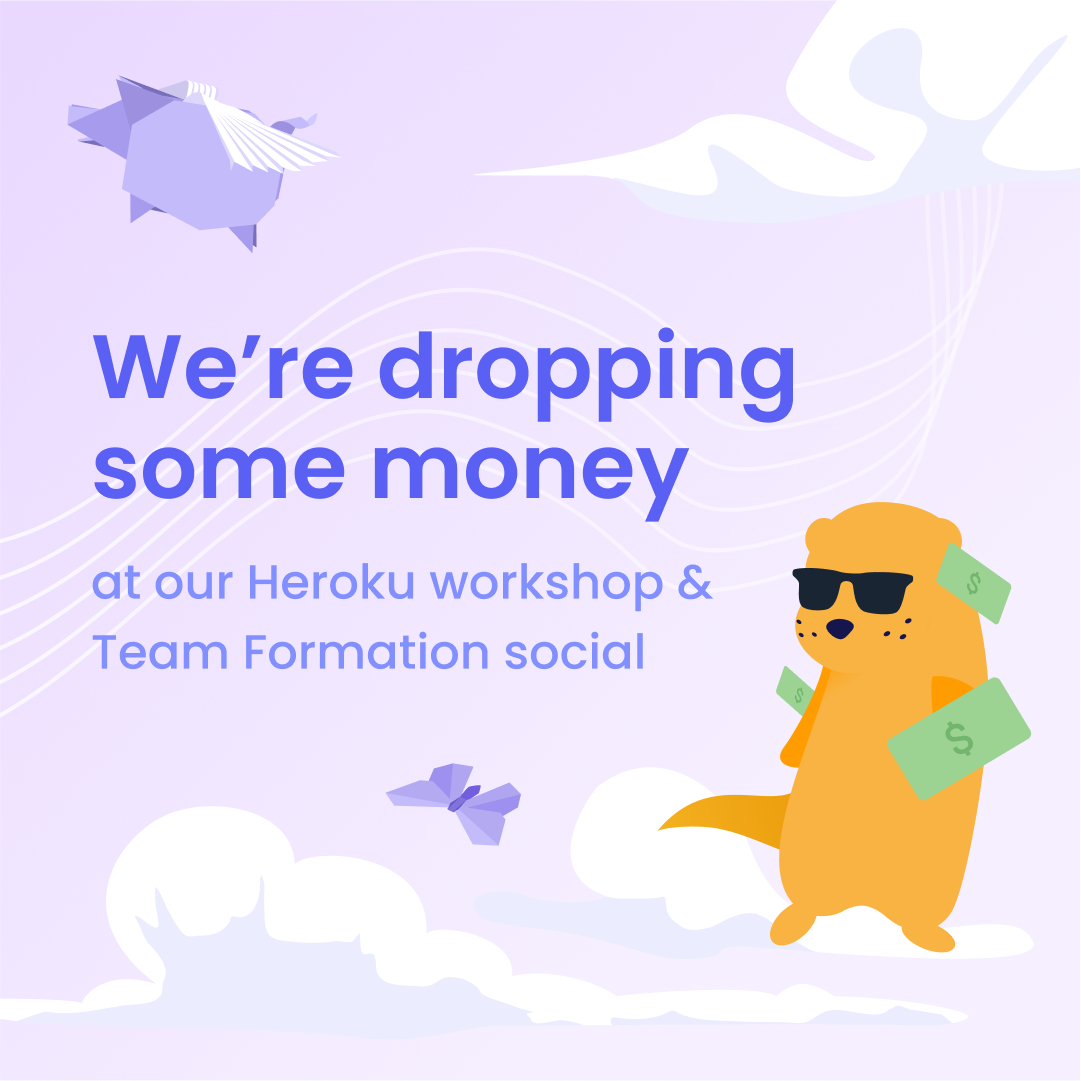 We’re dropping
some money
at our Heroku workshop &
Team Formation social
$
$
$